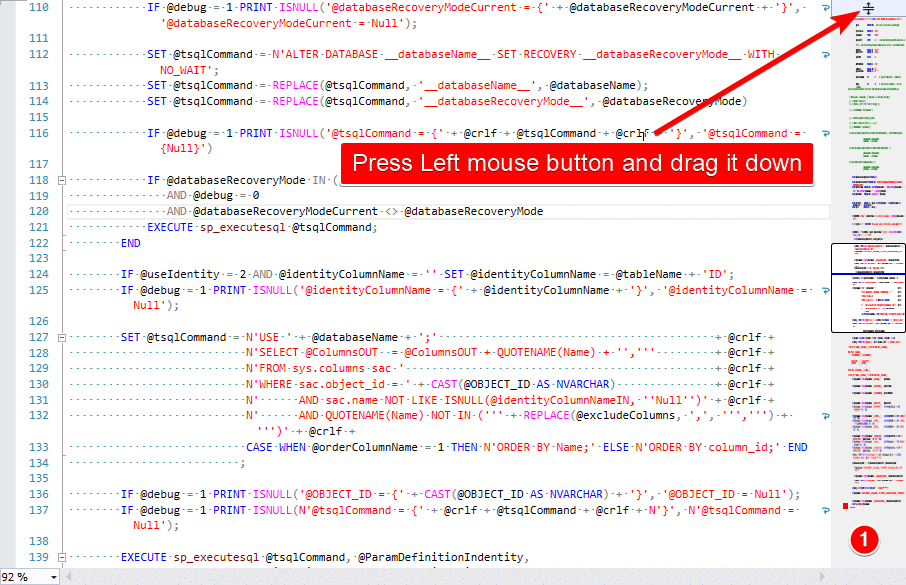 110 IF @debug = 1 PRINT ISNULL('@databaseRecoveryModeCurrent = {' + @databaseRecoveryModeCurrent + '}',
'@databaseRecoveryModeCurrent = Null');
111
112 SET @tsqlCommand = N'ALTER DATABASE __databaseName__ SET RECOVERY __databaseRecoveryMode__ WITH
NO_WAIT';
113 SET @tsqlCommand = REPLACE(@tsqlCommand, '__databaseName__', @databaseName);
114 SET @tsqlCommand = REPLACE(@tsqlCommand, '__databaseRecoveryMode__', @databaseRecoveryMode)
115
116 IF @debug = 1 PRINT ISNULL('@tsqlCommand = {' + @crlf + @tsqlCommand + @crlf '}', '@tsqlCommand =
{Null}')
117
Press Left mouse button and drag it down
118 IF @databaseRecoveryMode IN (
119 AND @debug = 0
120 AND @databaseRecoveryModeCurrent <> @databaseRecoveryMode
121 EXECUTE sp_executesql @tsqlCommand;
122 END
123
124 IF @useIdentity = 2 AND @identityColumnName = '' SET @identityColumnName = @tableName + 'ID';
125 IF @debug = 1 PRINT ISNULL('@identityColumnName = {' + @identityColumnName + '}', '@identityColumnName =
Null');
126
127 SET @tsqlCommand = N'USE ' + @databaseName + ';' + @crlf +
128 N'SELECT @ColumnsOUT = @ColumnsOUT + QUOTENAME(Name) + '',''' + @crlf +
129 N'FROM sys.columns sac ' + @crlf +
130 N'WHERE sac.object_id = ' + CAST(@OBJECT_ID AS NVARCHAR) + @crlf +
131 N' AND sac.name NOT LIKE ISNULL(@identityColumnNameIN, ''Null'')' + @crlf +
132 N' AND QUOTENAME(Name) NOT IN (''' + REPLACE(@excludeColumns, ',', ''',''') +
''')' + @crlf +
133 CASE WHEN @orderColumnName = 1 THEN N'ORDER BY Name;' ELSE N'ORDER BY column_id;' END
134 ;
135
136 IF @debug = 1 PRINT ISNULL('@OBJECT_ID = {' + CAST(@OBJECT_ID AS NVARCHAR) + '}', '@OBJECT_ID = Null');
137 IF @debug = 1 PRINT ISNULL(N'@tsqlCommand = {' + @crlf + @tsqlCommand + @crlf + N'}', N'@tsqlCommand =
Null');
138
139 EXECUTE sp_executesql @tsqlCommand, @ParamDefinitionIndentity,
1
92 %